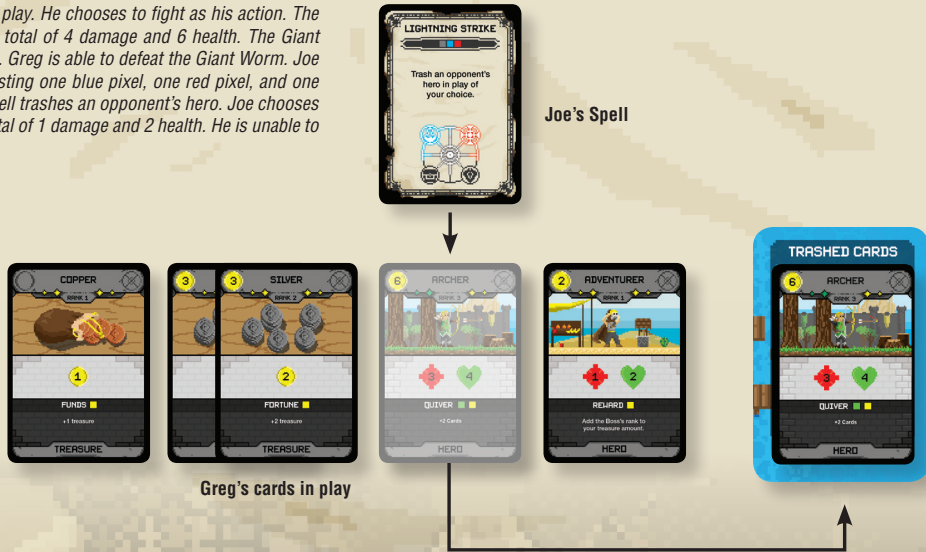 play. He chooses to fight as his action. The
total of 4 damage and 6 health. The Giant
. Greg is able to defeat the Giant Worm. Joe
sting one blue pixel, one red pixel, and one
ell trashes an opponent's hero. Joe chooses
tal of 1 damage and 2 health. He is unable to
LIGHTNING STRIKE
Trash an opponent's
hero in play of
your choice.
Joe's Spell
COPPER
RANK 1
1
FUNDS
+1 treasure
TREASURE
3
3
SILVER
RANK 2
2
FORTUNE
+2 treasure
TREASURE
6
ARCHER
RANK 3
3
4
QUIVER
+2 Cards
HERO
2
ADVENTURER
RANK 1
1
2
REWARD
Add the Boss's rank to
your treasure amount.
HERO
TRASHED CARDS
6
ARCHER
RANK 3
3
4
QUIVER
+2 Cards
HERO
Greg's cards in play